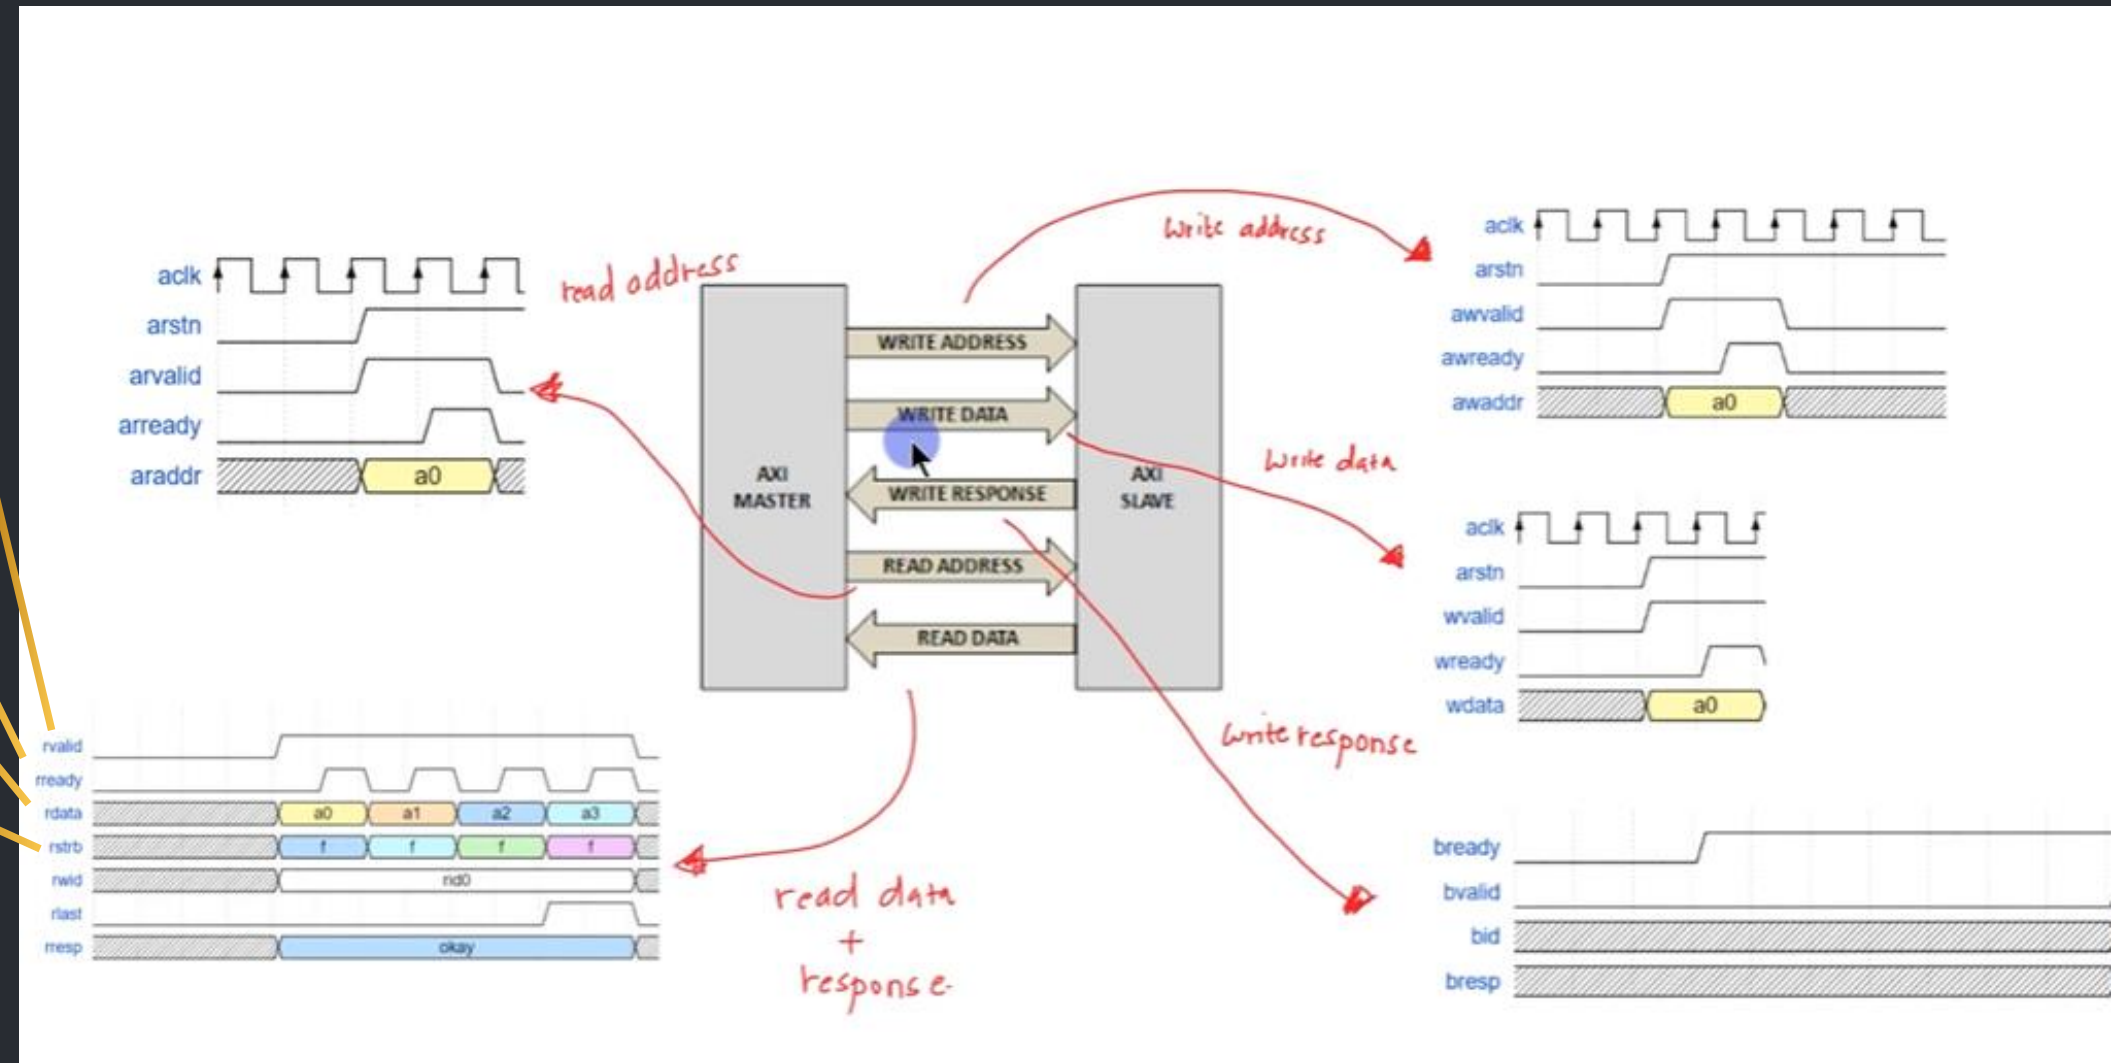 aclk
arstn
arvalid
arready
araddr
a0
read address
AXI
MASTER
WRITE ADDRESS
WRITE DATA
WRITE RESPONSE
READ ADDRESS
READ DATA
AXI
SLAVE
write address
aclk
arstn
awvalid
awready
awaddr
a0
write data
aclk
arstn
wvalid
wready
wdata
a0
write response
rvalid
rready
rdata
a0 a1 a2 a3
rstrb
f f f f
rwid
rid0
rlast
rresp
okay
read data
+
response
bready
bvalid
bid
bresp